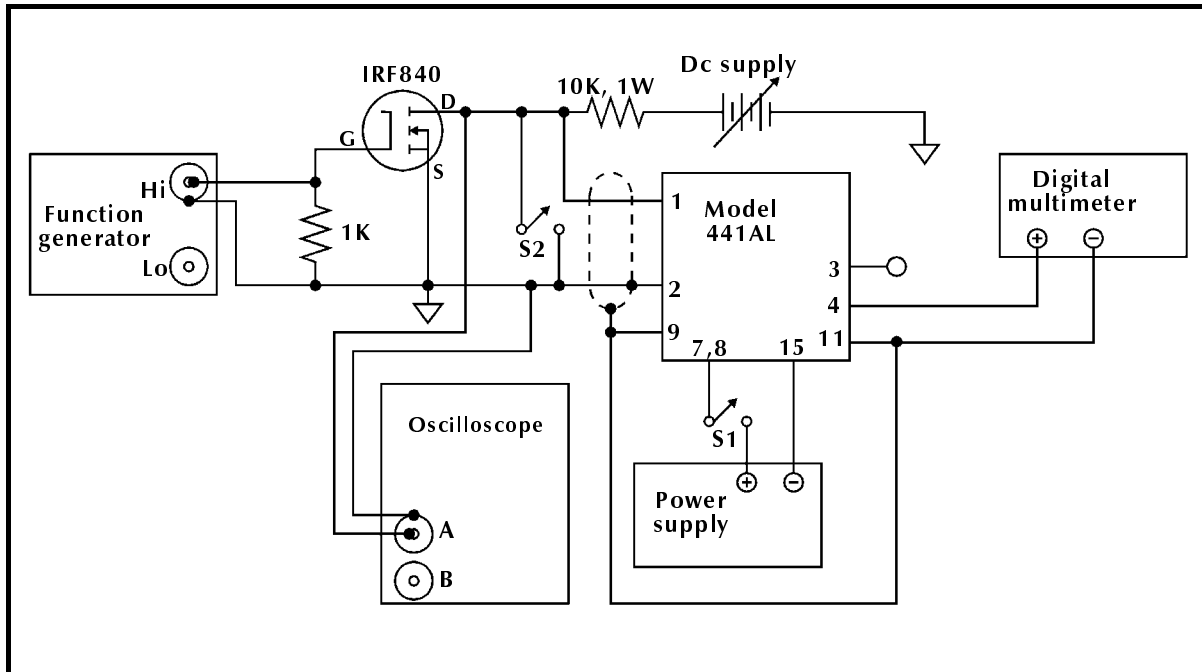 IRF840
D
G
S
10K, 1W
Dc supply
Hi
Function
generator
Lo
1K
S2
1
Model
441AL
2
9
3
4
11
7,8
15
Digital
multimeter
+
−
S1
Oscilloscope
A
B
+
−
Power
supply